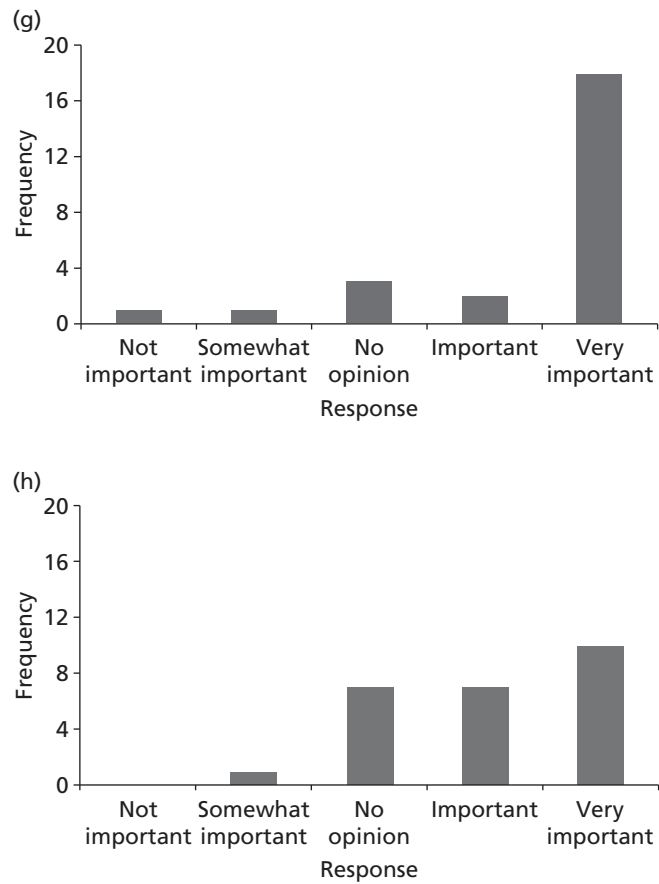 (g)
20
16
12
8
4
0
Frequency
Not Somewhat No Important Very
important important opinion important
Response
(h)
20
16
12
8
4
0
Frequency
Not Somewhat No Important Very
important important opinion important
Response